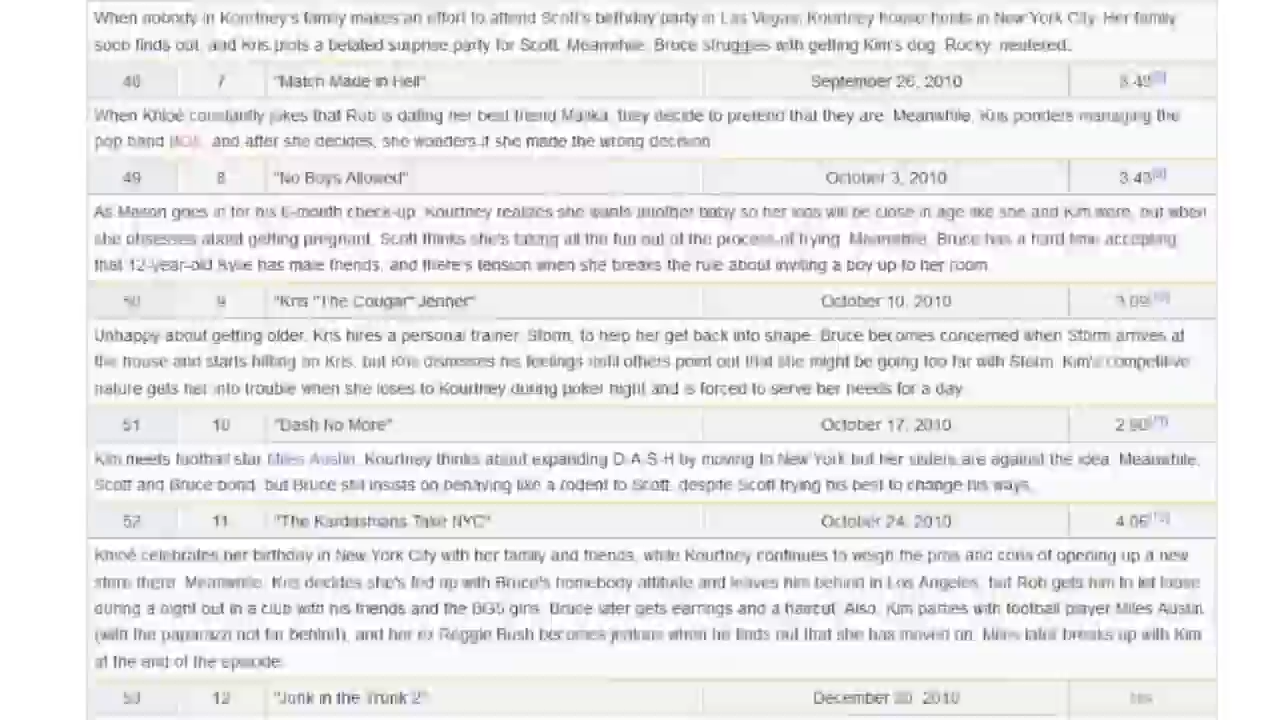 When nobody in Kourtney's family makes an effort to attend Scott's birthday party in Las Vegas, Kourtney house hunts in New York City. Her family
soon finds out, and Kris plots a belated surprise party for Scott. Meanwhile, Bruce struggles with getting Kim's dog, Rocky, neutered.
7 "Match Made in Hell" September 26, 2010
When Khloé constantly jokes that Rob is dating her best friend Malika, they decide to pretend that they are. Meanwhile, Kris ponders managing the
pop band and after she decides, she wonders if she made the wrong decision.
49 8 "No Boys Allowed" October 3, 2010 3.43
As Mason goes in for his 6-month check-up, Kourtney realizes she wants another baby so her kids will be close in age like she and Kim were, but when
she obsesses about getting pregnant, Scott thinks she's taking all the fun out of the process of trying. Meanwhile, Bruce has a hard time accepting
that 12-year-old Kylie has male friends, and there's tension when she breaks the rule about inviting a boy up to her room.
50 9 "Kris "The Cougar" Jenner" October 10, 2010
Unhappy about getting older, Kris hires a personal trainer, Storm, to help her get back into shape. Bruce becomes concerned when Storm arrives at
the house and starts hitting on Kris, but Kris dismisses his feelings until others point out that she might be going too far with Storm. Kim's competitive
nature gets her into trouble when she loses to Kourtney during poker night and is forced to serve her needs for a day.
51 10 "Dash No More" October 17, 2010
Kim meets football star Miles Austin. Kourtney thinks about expanding D-A-S-H by moving to New York but her sisters are against the idea. Meanwhile,
Scott and Bruce bond, but Bruce still insists on behaving like a rodent to Scott, despite Scott trying his best to change his ways.
52 11 "The Kardashians Take NYC" October 24, 2010 4.06
Khloé celebrates her birthday in New York City with her family and friends, while Kourtney continues to weigh the pros and cons of opening up a new
store there. Meanwhile, Kris decides she's fed up with Bruce's homebody attitude and leaves him behind in Los Angeles, but Rob gets him to let loose
during a night out in a club with his friends and the BG5 girls. Bruce later gets earrings and a haircut. Also, Kim parties with football player Miles Austin
(with the paparazzi not far behind), and her ex Reggie Bush becomes jealous when he finds out that she has moved on. Miles later breaks up with Kim
at the end of the episode.
53 12 "Junk in the Trunk 2" December 2010